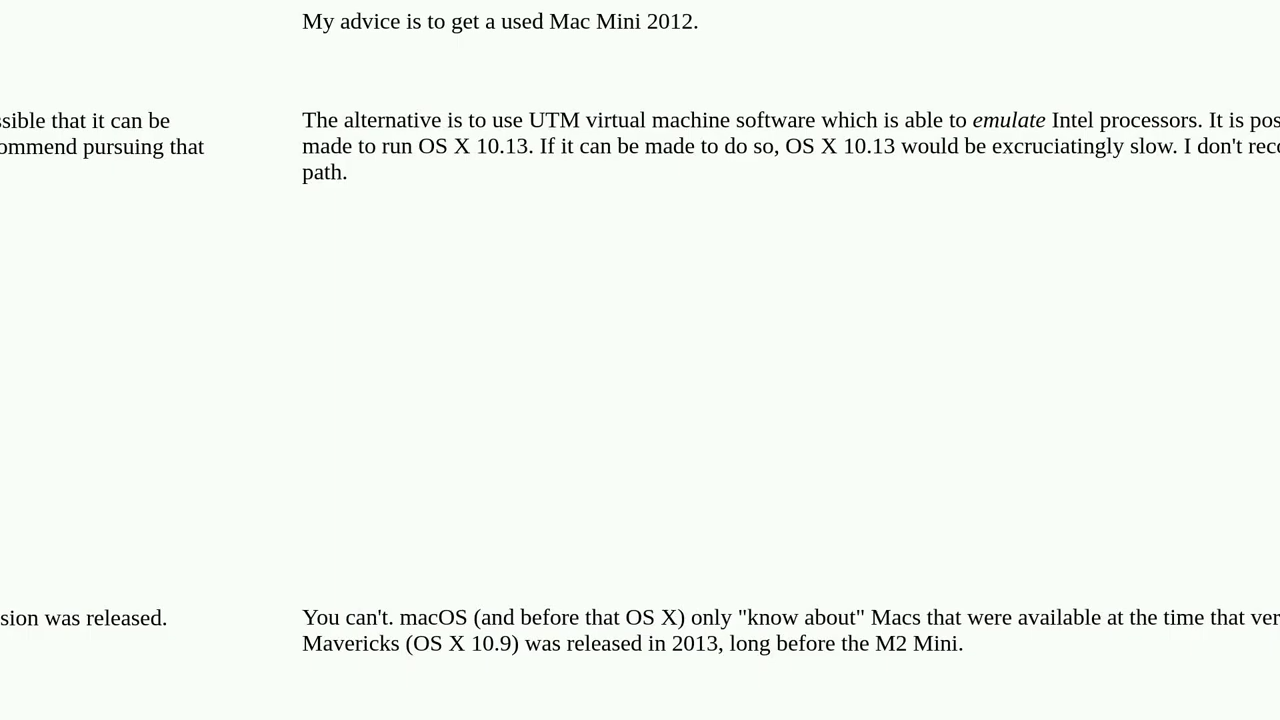 ssible that it can be
ommend pursuing that
sion was released.
My advice is to get a used Mac Mini 2012.
The alternative is to use UTM virtual machine software which is able to emulate Intel processors. It is pos
made to run OS X 10.13. If it can be made to do so, OS X 10.13 would be excruciatingly slow. I don't reco
path.
You can't. macOS (and before that OS X) only "know about" Macs that were available at the time that ver
Mavericks (OS X 10.9) was released in 2013, long before the M2 Mini.